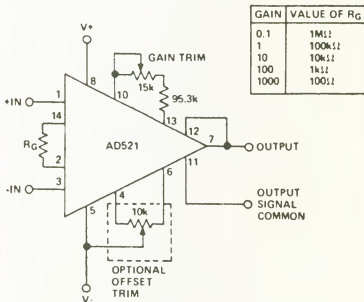 GAIN VALUE OF RG
0.1 1MΩ
1 100kΩ
10 10kΩ
100 1kΩ
1000 100Ω
V+
GAIN TRIM
15k
8
10
95.3k
+IN
1
13
14
12
RG
AD521
7
OUTPUT
2
11
-IN
3
6
4
5
10k
OUTPUT
SIGNAL
COMMON
OPTIONAL
OFFSET
TRIM
V-